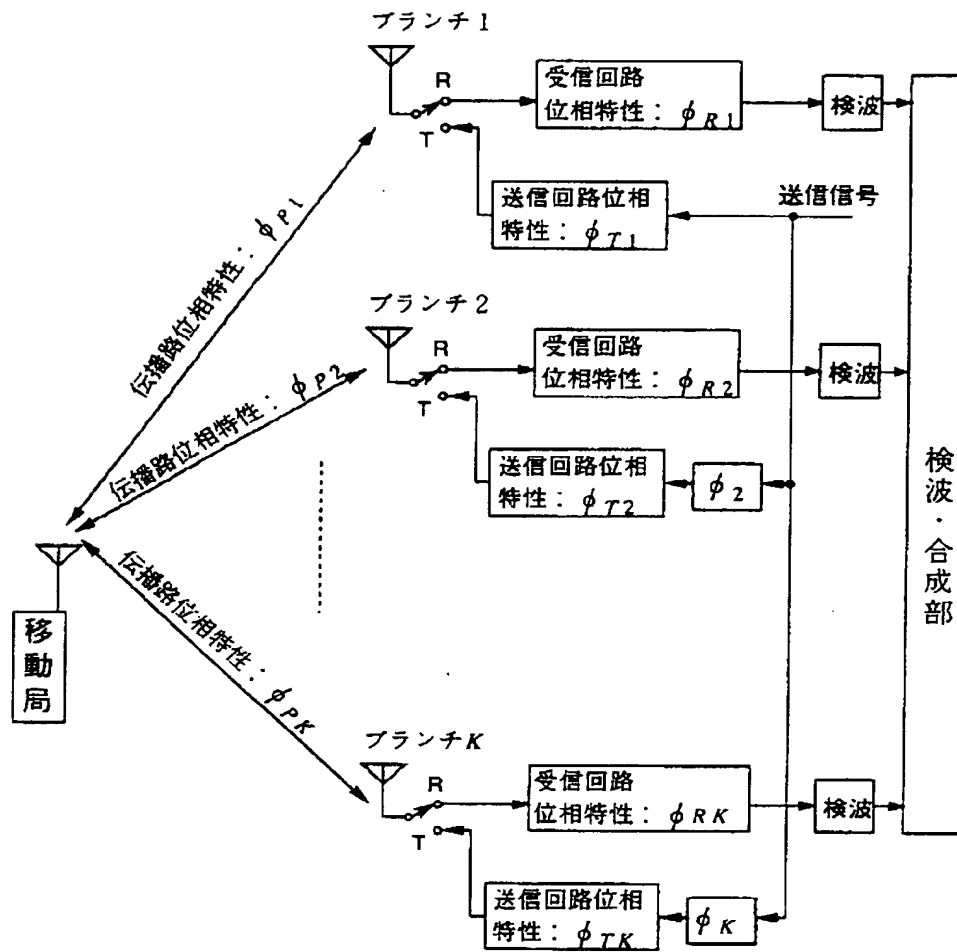 ブランチ1
R
T
受信回路
位相特性：φR1
検波
送信回路位相
特性：φT1
送信信号
伝播路位相特性：φP1
ブランチ2
R
T
受信回路
位相特性：φR2
検波
送信回路位相
特性：φT2
φ2
伝播路位相特性：φP2
検波・合成部
移動局
伝播路位相特性：φPK
ブランチK
R
T
受信回路
位相特性：φRK
検波
送信回路位相
特性：φTK
φK